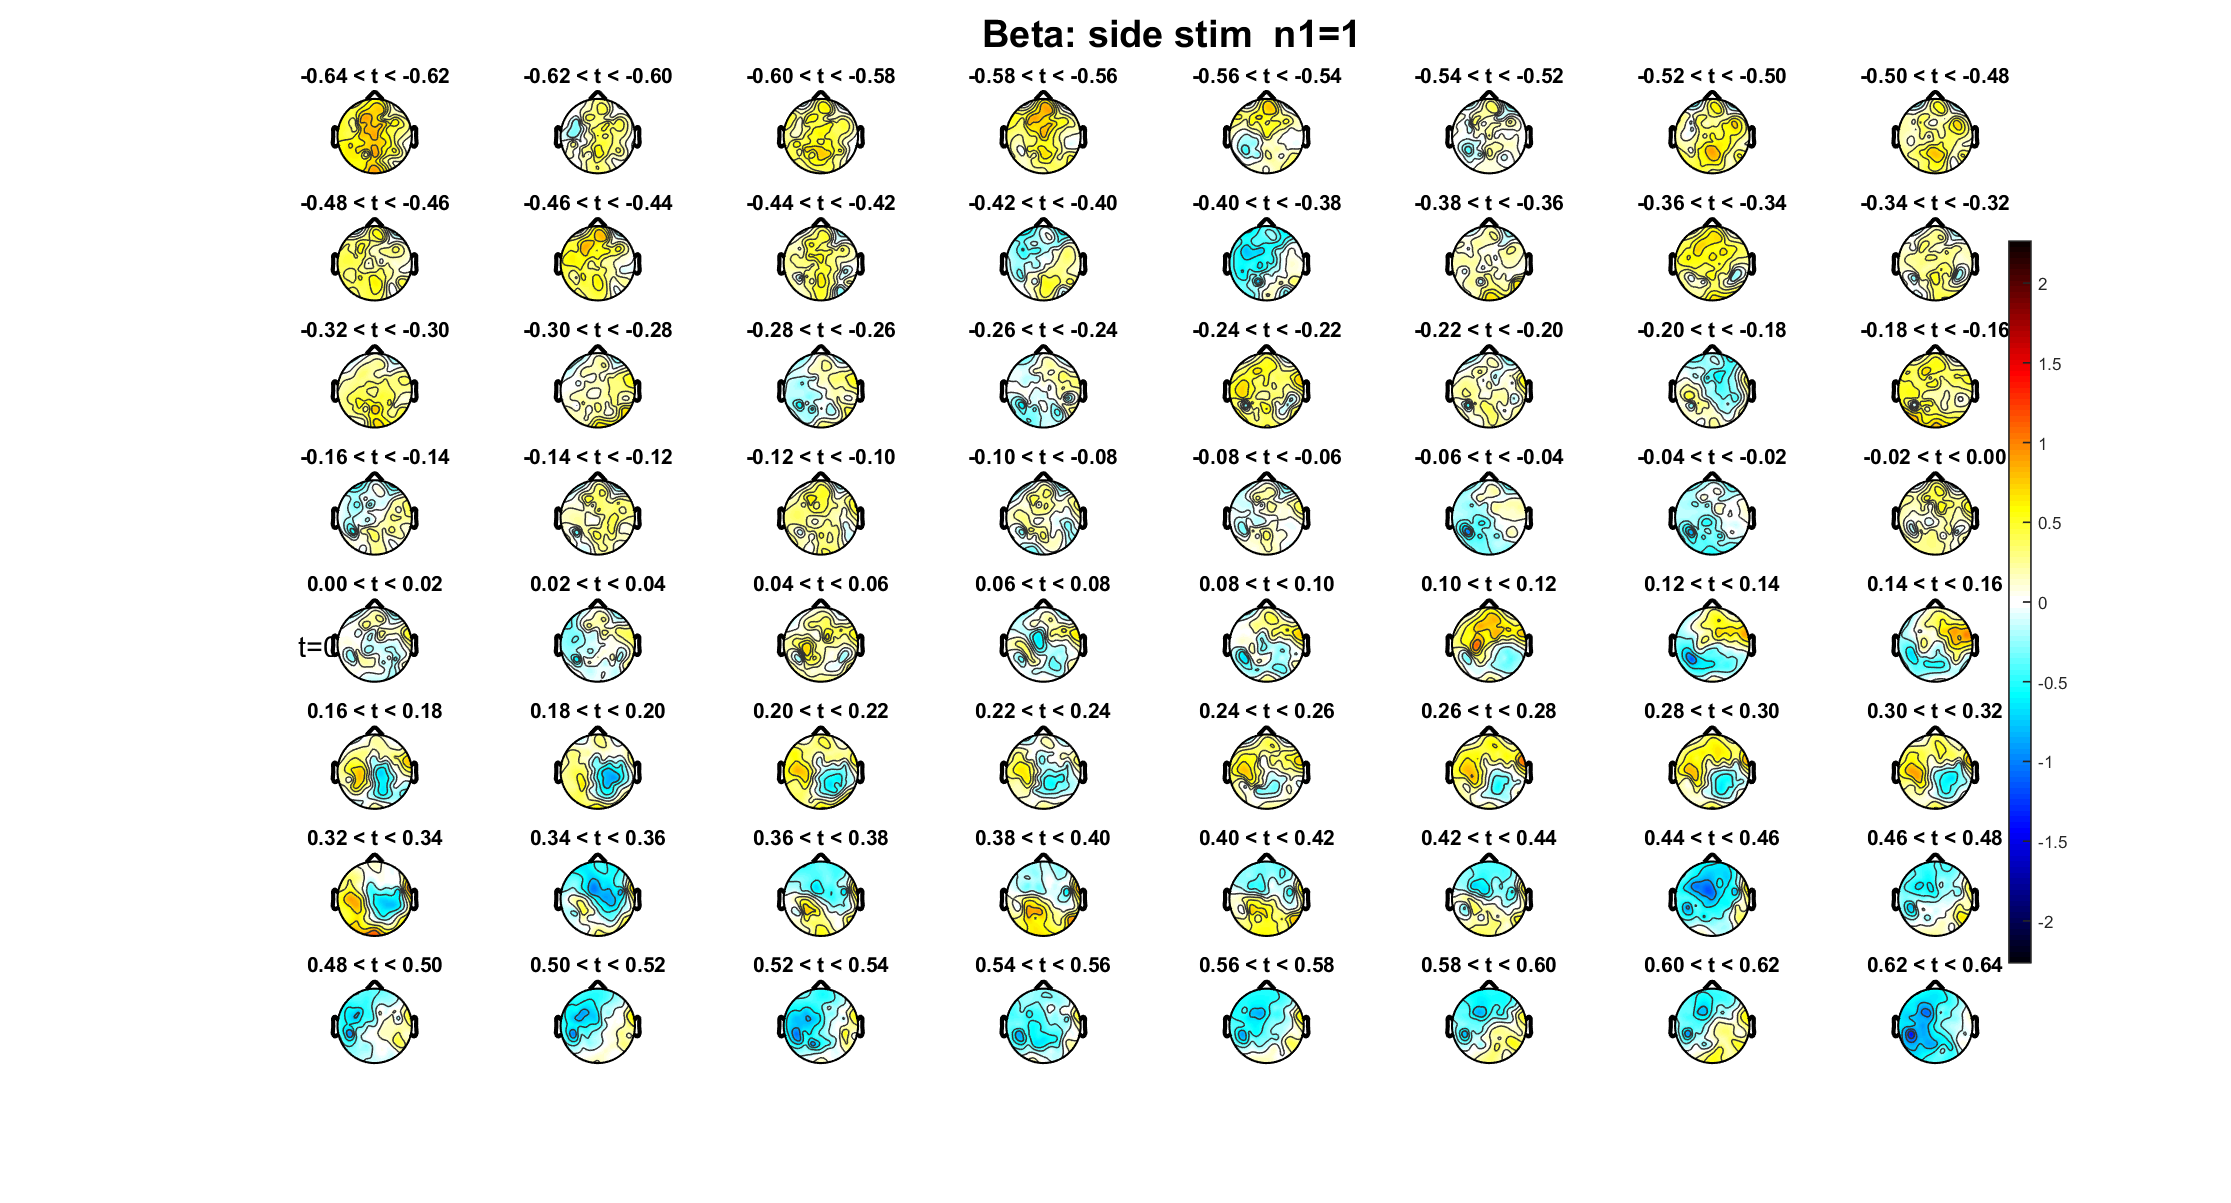 Beta: side stim  n1=1
-0.64 < t < -0.62 -0.62 < t < -0.60 -0.60 < t < -0.58 -0.58 < t < -0.56 -0.56 < t < -0.54 -0.54 < t < -0.52 -0.52 < t < -0.50 -0.50 < t < -0.48
-0.48 < t < -0.46 -0.46 < t < -0.44 -0.44 < t < -0.42 -0.42 < t < -0.40 -0.40 < t < -0.38 -0.38 < t < -0.36 -0.36 < t < -0.34 -0.34 < t < -0.32
2
-0.32 < t < -0.30 -0.30 < t < -0.28 -0.28 < t < -0.26 -0.26 < t < -0.24 -0.24 < t < -0.22 -0.22 < t < -0.20 -0.20 < t < -0.18 -0.18 < t < -0.16
1.5
1
-0.16 < t < -0.14 -0.14 < t < -0.12 -0.12 < t < -0.10 -0.10 < t < -0.08 -0.08 < t < -0.06 -0.06 < t < -0.04 -0.04 < t < -0.02 -0.02 < t < 0.00
0.5
0.00 < t < 0.02 0.02 < t < 0.04 0.04 < t < 0.06 0.06 < t < 0.08 0.08 < t < 0.10 0.10 < t < 0.12 0.12 < t < 0.14 0.14 < t < 0.16
0
t=0
-0.5
0.16 < t < 0.18 0.18 < t < 0.20 0.20 < t < 0.22 0.22 < t < 0.24 0.24 < t < 0.26 0.26 < t < 0.28 0.28 < t < 0.30 0.30 < t < 0.32
-1
0.32 < t < 0.34 0.34 < t < 0.36 0.36 < t < 0.38 0.38 < t < 0.40 0.40 < t < 0.42 0.42 < t < 0.44 0.44 < t < 0.46 0.46 < t < 0.48
-1.5
-2
0.48 < t < 0.50 0.50 < t < 0.52 0.52 < t < 0.54 0.54 < t < 0.56 0.56 < t < 0.58 0.58 < t < 0.60 0.60 < t < 0.62 0.62 < t < 0.64